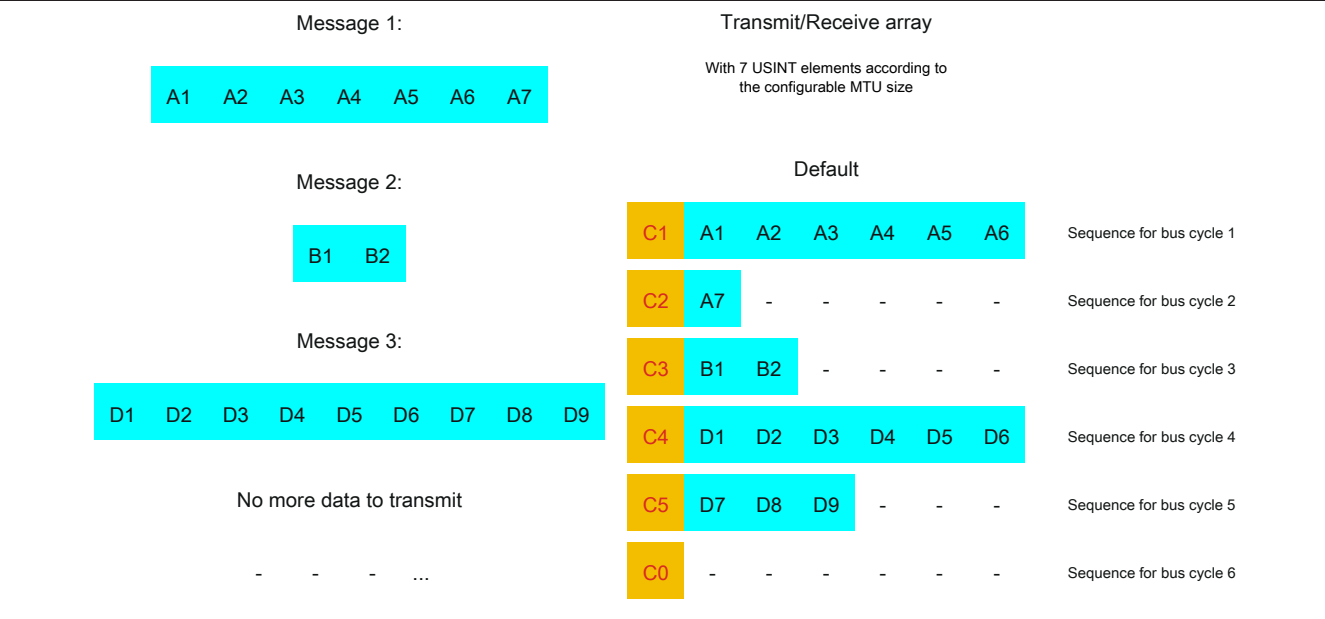 Message 1:
A1 A2 A3 A4 A5 A6 A7
Message 2:
B1 B2
Message 3:
D1 D2 D3 D4 D5 D6 D7 D8 D9
No more data to transmit
- - - ...
Transmit/Receive array
With 7 USINT elements according to
the configurable MTU size
Default
C1 A1 A2 A3 A4 A5 A6 Sequence for bus cycle 1
C2 A7 - - - - - Sequence for bus cycle 2
C3 B1 B2 - - - - Sequence for bus cycle 3
C4 D1 D2 D3 D4 D5 D6 Sequence for bus cycle 4
C5 D7 D8 D9 - - - Sequence for bus cycle 5
C0 - - - - - - Sequence for bus cycle 6